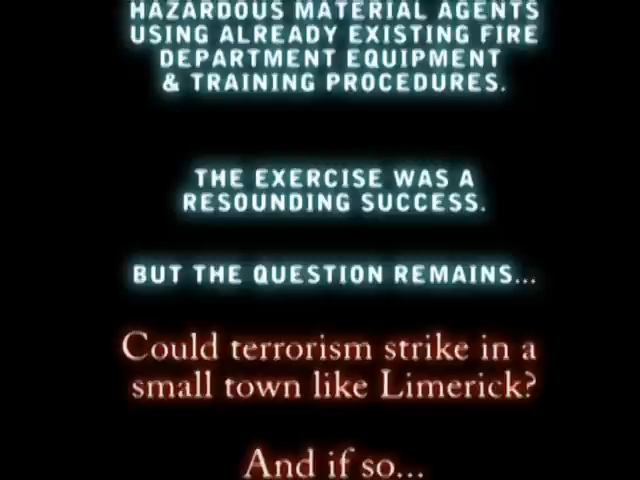 HAZARDOUS MATERIAL AGENTS
USING ALREADY EXISTING FIRE
DEPARTMENT EQUIPMENT
& TRAINING PROCEDURES.
THE EXERCISE WAS A
RESOUNDING SUCCESS.
BUT THE QUESTION REMAINS...
Could terrorism strike in a
small town like Limerick?
And if so...